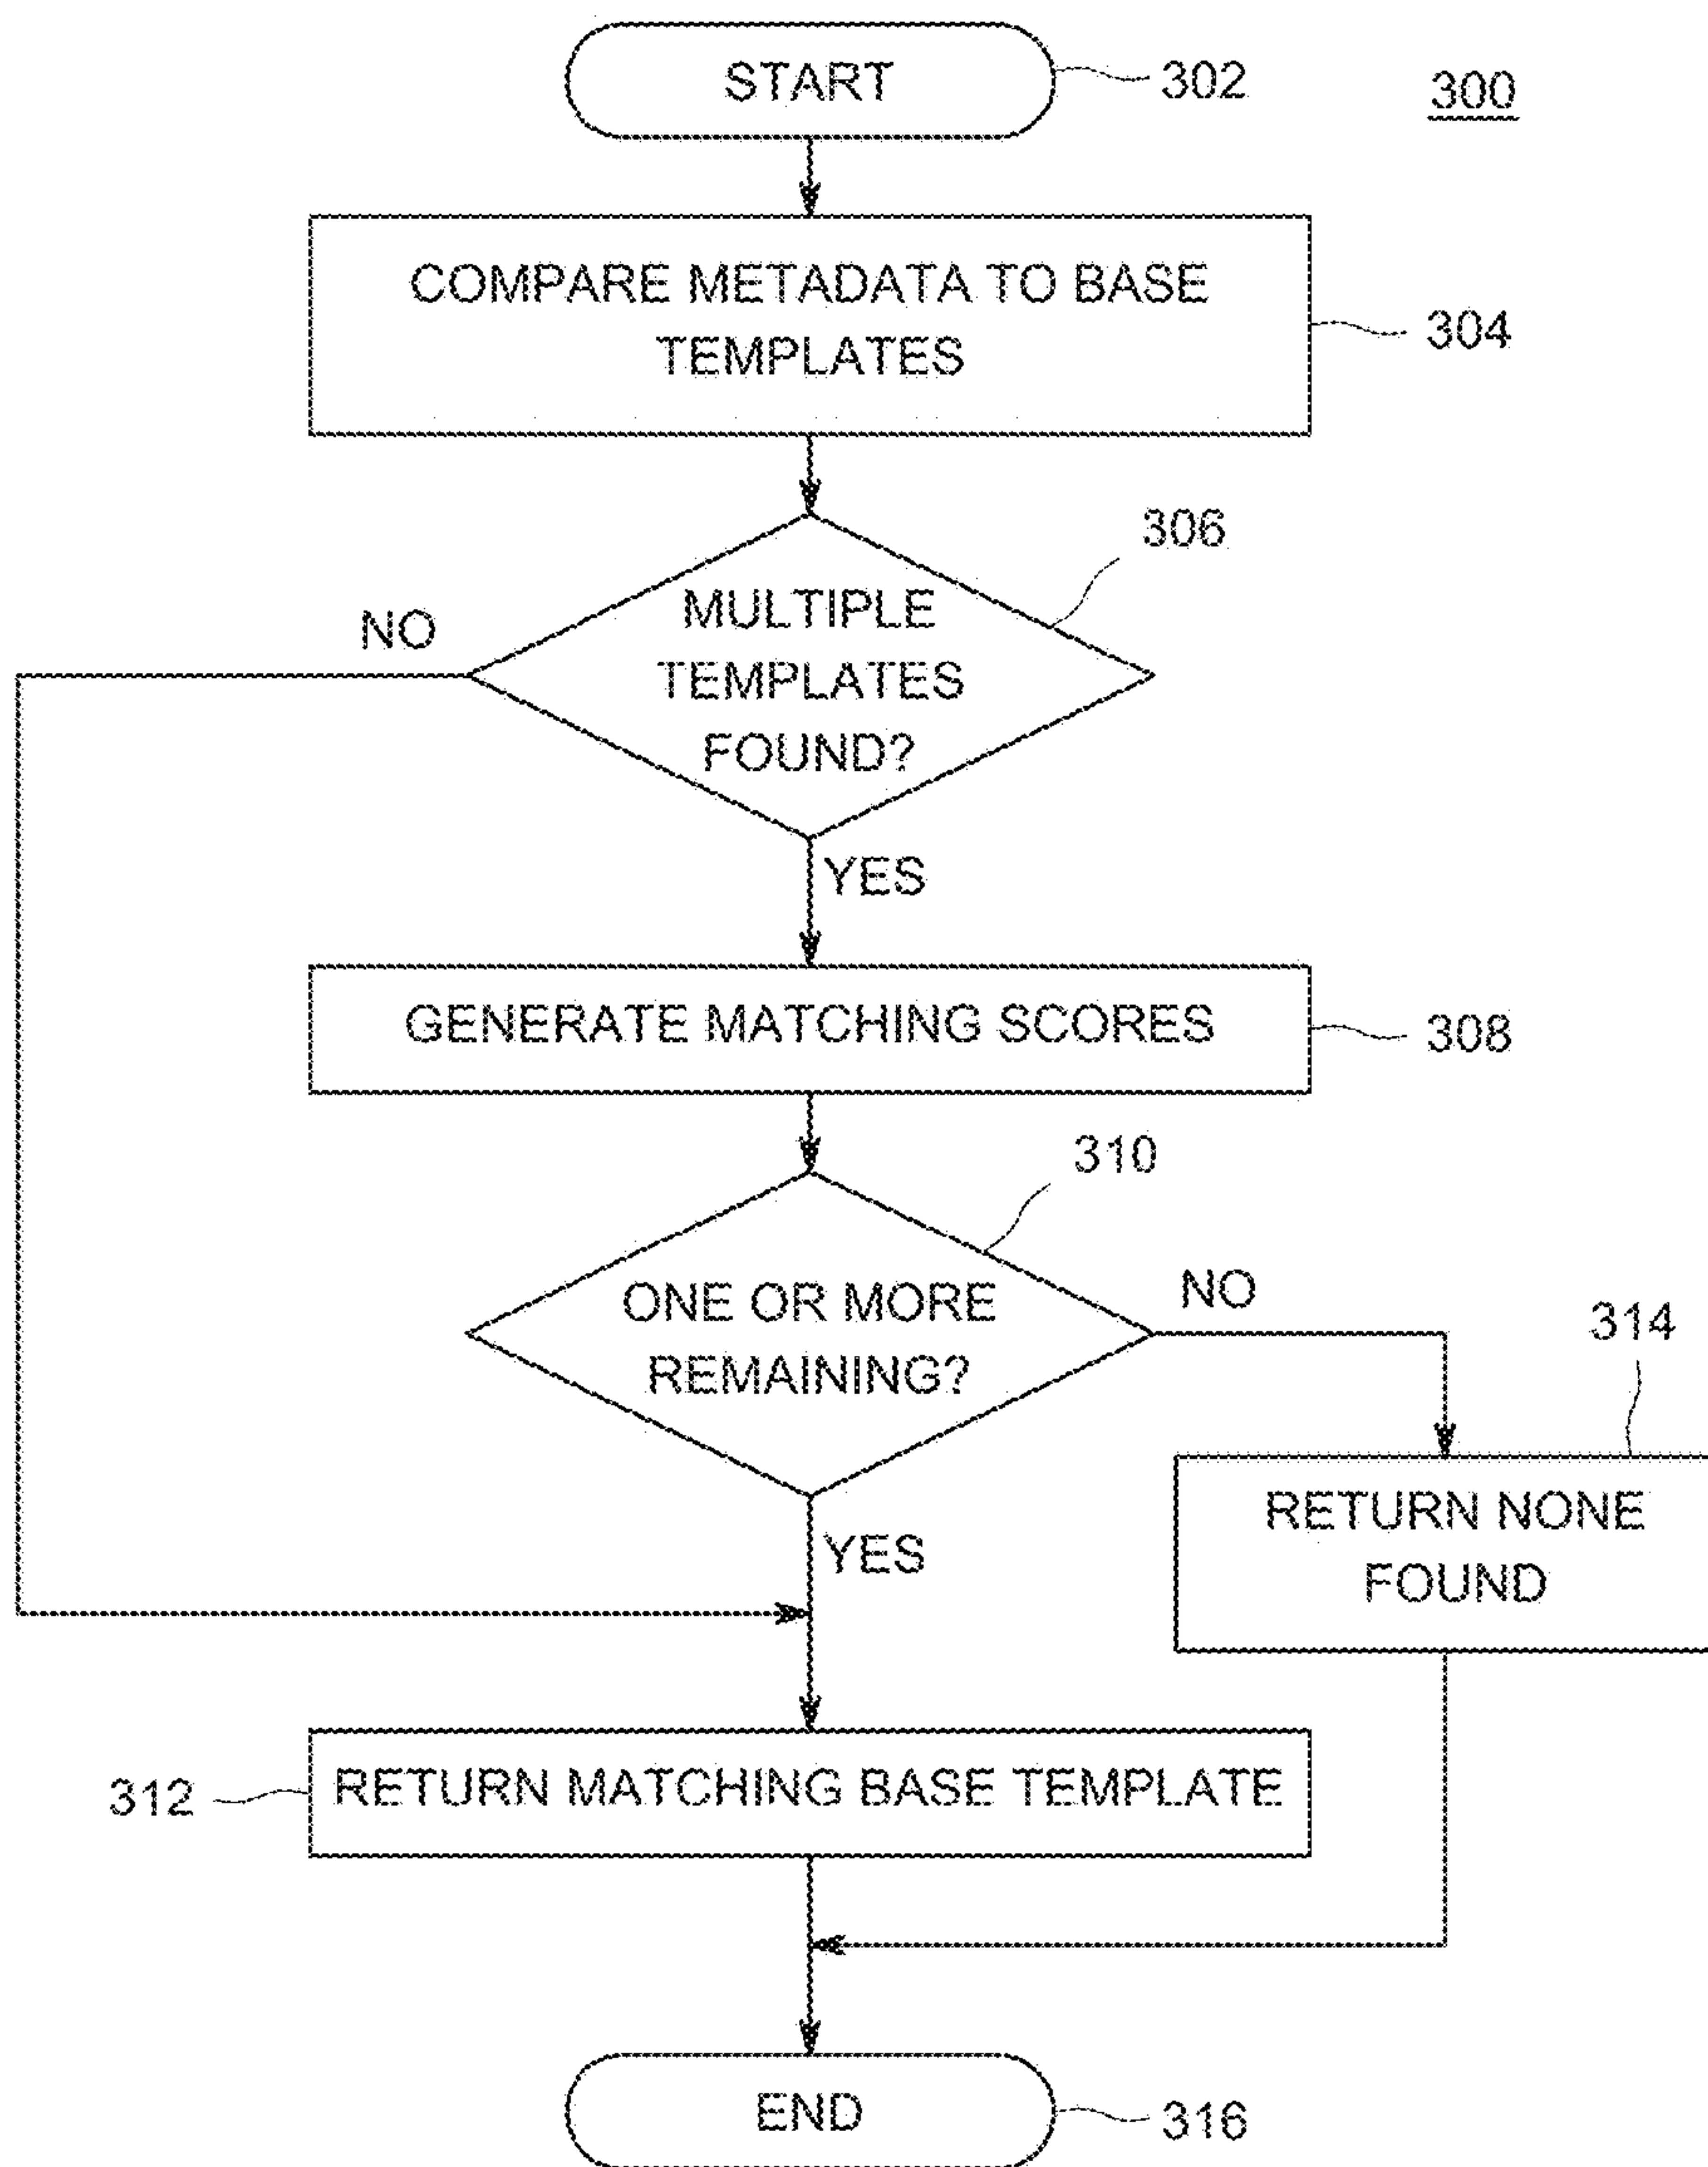 START
302
300
COMPARE METADATA TO BASE
TEMPLATES
304
306
MULTIPLE
TEMPLATES
FOUND?
NO
YES
GENERATE MATCHING SCORES
308
310
ONE OR MORE
REMAINING?
NO
314
YES
RETURN NONE
FOUND
312
RETURN MATCHING BASE TEMPLATE
END
316